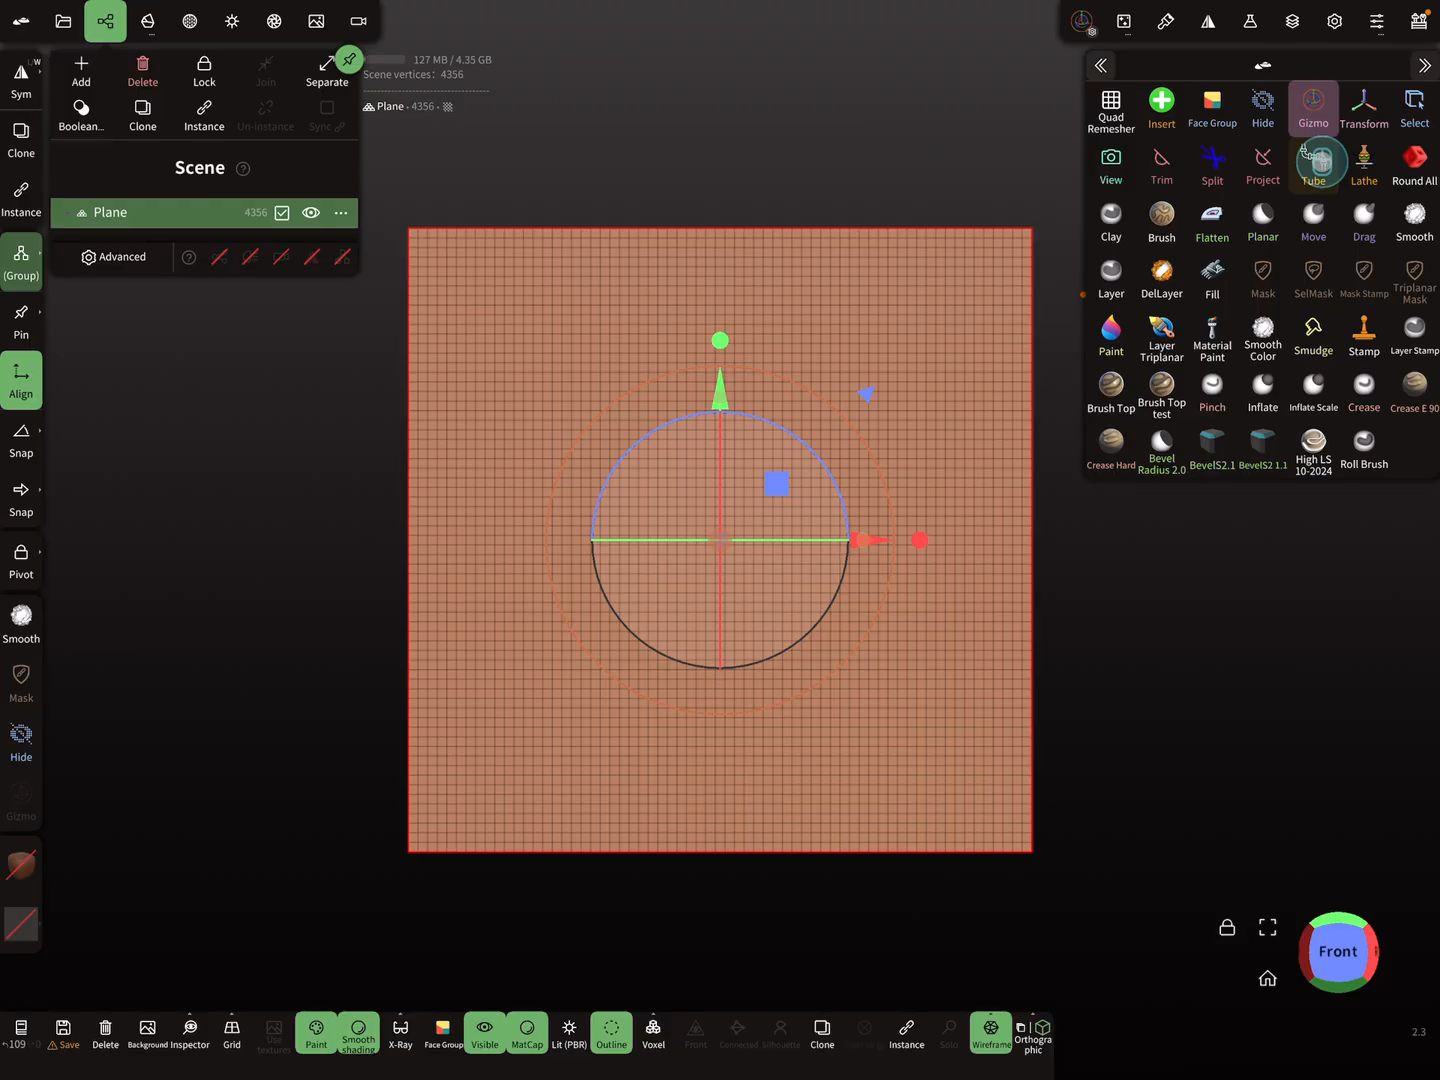 127 MB / 4.35 GB
Scene vertices: 4356
Plane • 4356 •
Add
Delete
Lock
Join
Separate
Boolean...
Clone
Instance
Un-instance
Sync
Scene
Plane
4356
Advanced
Sym
Clone
Instance
(Group)
Pin
Align
Snap
Snap
Pivot
Smooth
Mask
Hide
Gizmo
Quad Remesher
Insert
Face Group
Hide
Gizmo
Transform
Select
View
Trim
Split
Project
Tube
Lathe
Round All
Clay
Brush
Flatten
Planar
Move
Drag
Smooth
Layer
DelLayer
Fill
Mask
SelMask
Mask Stamp
Triplanar Mask
Paint
Layer Triplanar
Material Paint
Smooth Color
Smudge
Stamp
Layer Stamp
Brush Top
Brush Top test
Pinch
Inflate
Inflate Scale
Crease
Crease E 90
Crease Hard
Bevel Radius 2.0
BevelS2.1
BevelS2 1.1
High LS 10-2024
Roll Brush
Front
2.3
109
0
Save
Delete
Background
Inspector
Grid
Use textures
Paint
Smooth shading
X-Ray
Face Group
Visible
MatCap
Lit (PBR)
Outline
Voxel
Front
Connected
Silhouette
Clone
Instance
Solo
Wireframe
Orthographic